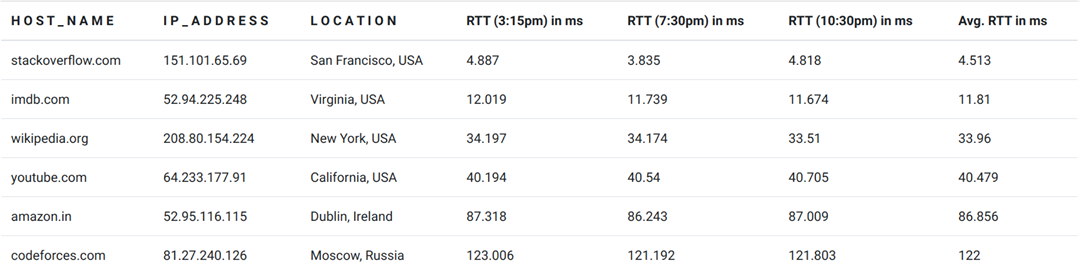 HOST_NAME IP_ADDRESS LOCATION RTT (3:15pm) in ms RTT (7:30pm) in ms RTT (10:30pm) in ms Avg. RTT in ms
stackoverflow.com 151.101.65.69 San Francisco, USA 4.887 3.835 4.818 4.513
imdb.com 52.94.225.248 Virginia, USA 12.019 11.739 11.674 11.81
wikipedia.org 208.80.154.224 New York, USA 34.197 34.174 33.51 33.96
youtube.com 64.233.177.91 California, USA 40.194 40.54 40.705 40.479
amazon.in 52.95.116.115 Dublin, Ireland 87.318 86.243 87.009 86.856
codeforces.com 81.27.240.126 Moscow, Russia 123.006 121.192 121.803 122